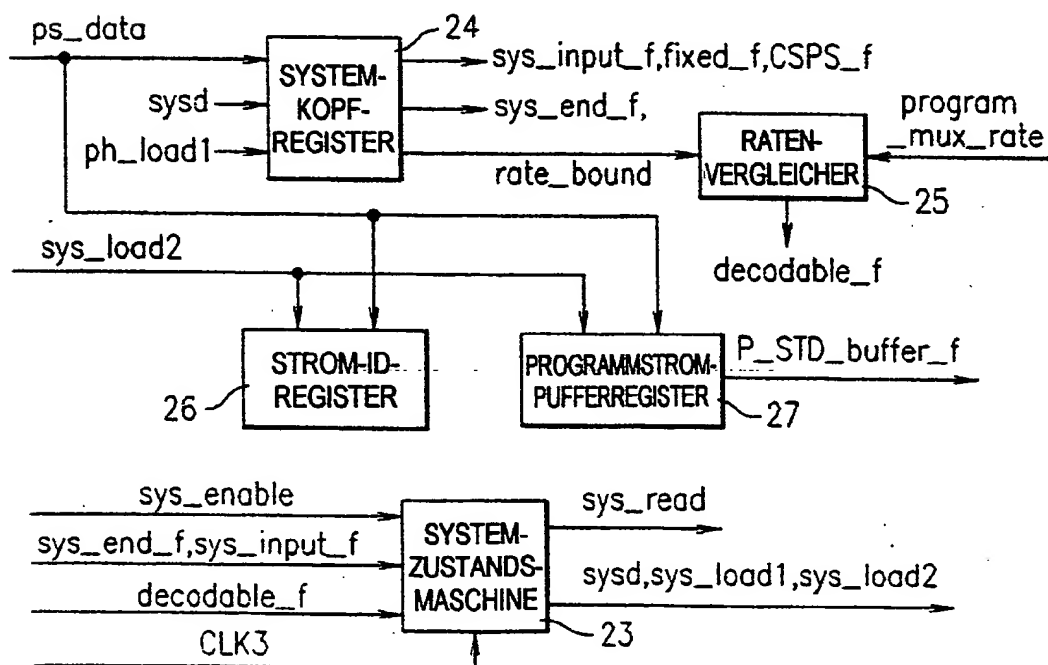 ps_data
24
SYSTEM-
KOPF-
REGISTER
sys_input_f,fixed_f,CSPS_f
sysd
sys_end_f,
program
_mux_rate
ph_load1
rate_bound
RATEN-
VERGLEICHER
25
sys_load2
decodable_f
STROM-ID-
REGISTER
26
PROGRAMMSTROM-
PUFFERREGISTER
27
P_STD_buffer_f
sys_enable
sys_read
SYSTEM-
ZUSTANDS-
MASCHINE
sys_end_f,sys_input_f
sysd,sys_load1,sys_load2
decodable_f
23
CLK3